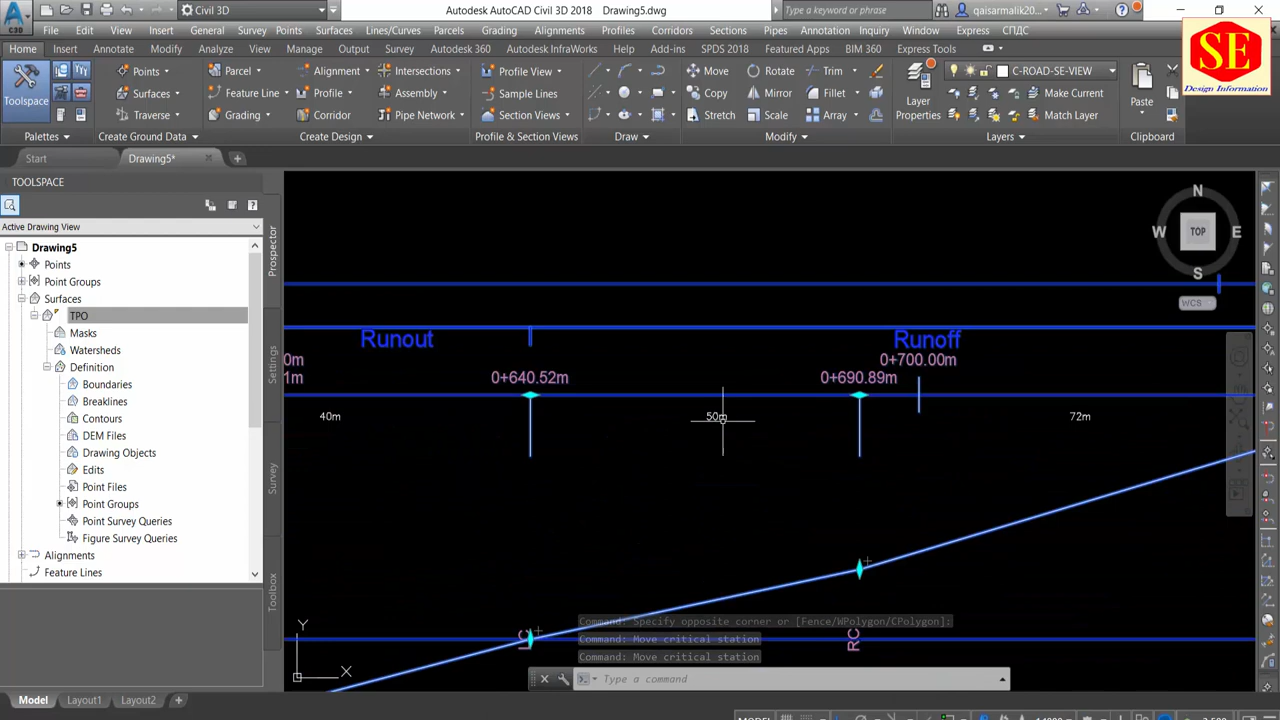 Autodesk AutoCAD Civil 3D 2018 Drawing5.dwg
Civil 3D
Type a keyword or phrase
qaisarmalik20...
File Edit View Insert General Survey Points Surfaces Lines/Curves Parcels Grading Alignments Profiles Corridors Sections Pipes Annotation Inquiry Window Express СПДС
Home Insert Annotate Modify Analyze View Manage Output Survey Autodesk 360 Autodesk InfraWorks Help Add-ins SPDS 2018 Featured Apps BIM 360 Express Tools
SE
Design Information
Toolspace
Points Parcel Alignment Intersections Profile View Move Rotate Trim C-ROAD-SE-VIEW
Surfaces Feature Line Profile Assembly Sample Lines Copy Mirror Fillet Make Current
Traverse Grading Corridor Pipe Network Section Views Stretch Scale Array Match Layer
Layer Properties
Paste
Palettes Create Ground Data Create Design Profile & Section Views Draw Modify Layers Clipboard
Start Drawing5*
TOOLSPACE
Active Drawing View
Drawing5
Points
Point Groups
Surfaces
TPO
Masks
Watersheds
Definition
Boundaries
Breaklines
Contours
DEM Files
Drawing Objects
Edits
Point Files
Point Groups
Point Survey Queries
Figure Survey Queries
Alignments
Feature Lines
Prospector
Settings
Survey
Toolbox
N
W TOP E
S
WCS
Runout Runoff
0m 0+700.00m
1m 0+640.52m 0+690.89m
40m 50m 72m
LC RC
Command: Specify opposite corner or [Fence/WPolygon/CPolygon]:
Command: Move critical station
Command: Move critical station
Type a command
Y
X
Model Layout1 Layout2
MODEL